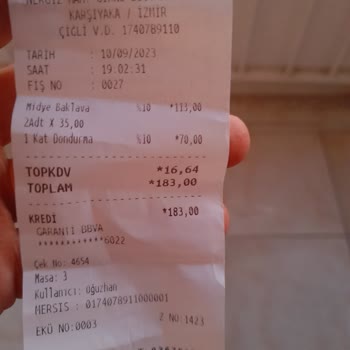 KARŞIYAKA / İZMİR
ÇİĞLİ V.D. 1740789110
TARİH : 10/09/2023
SAAT : 19:02:31
FİŞ NO : 0027
Midye Baklava %10 *113,00
2Adt X 35,00
1 Kat Dondurma %10 *70,00
TOPKDV *16,64
TOPLAM *183,00
KREDİ *183,00
GARANTI BBVA
************6022
Çek No: 4654
Masa: 3
Kullanıcı: oğuzhan
MERSIS : 0174078911000001
EKÜ NO:0003 Z NO:1423